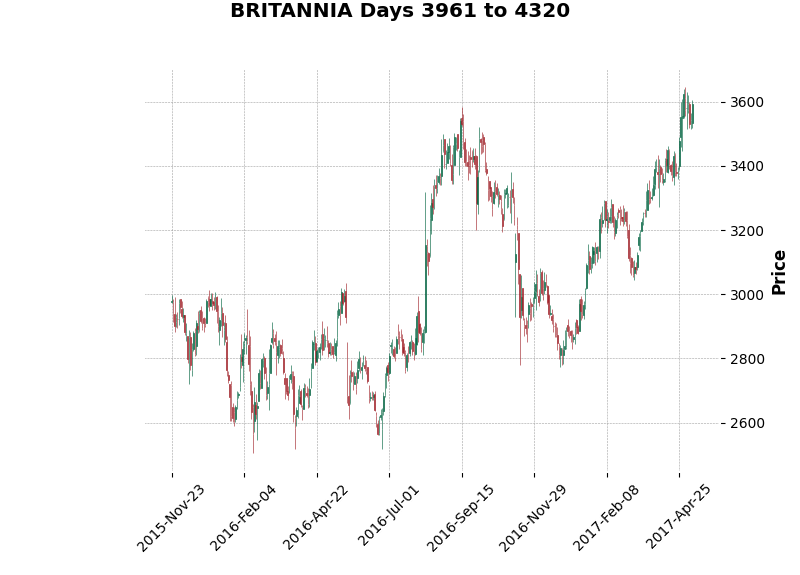 BRITANNIA Days 3961 to 4320
3600
3400
3200
3000
2800
2600
Price
2015-Nov-23
2016-Feb-04
2016-Apr-22
2016-Jul-01
2016-Sep-15
2016-Nov-29
2017-Feb-08
2017-Apr-25